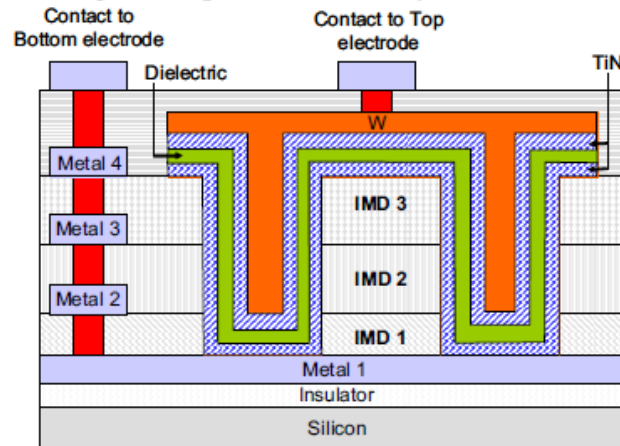 Contact to
Bottom electrode
Contact to Top
electrode
Dielectric
TiN
W
Metal 4
IMD 3
Metal 3
IMD 2
Metal 2
IMD 1
Metal 1
Insulator
Silicon